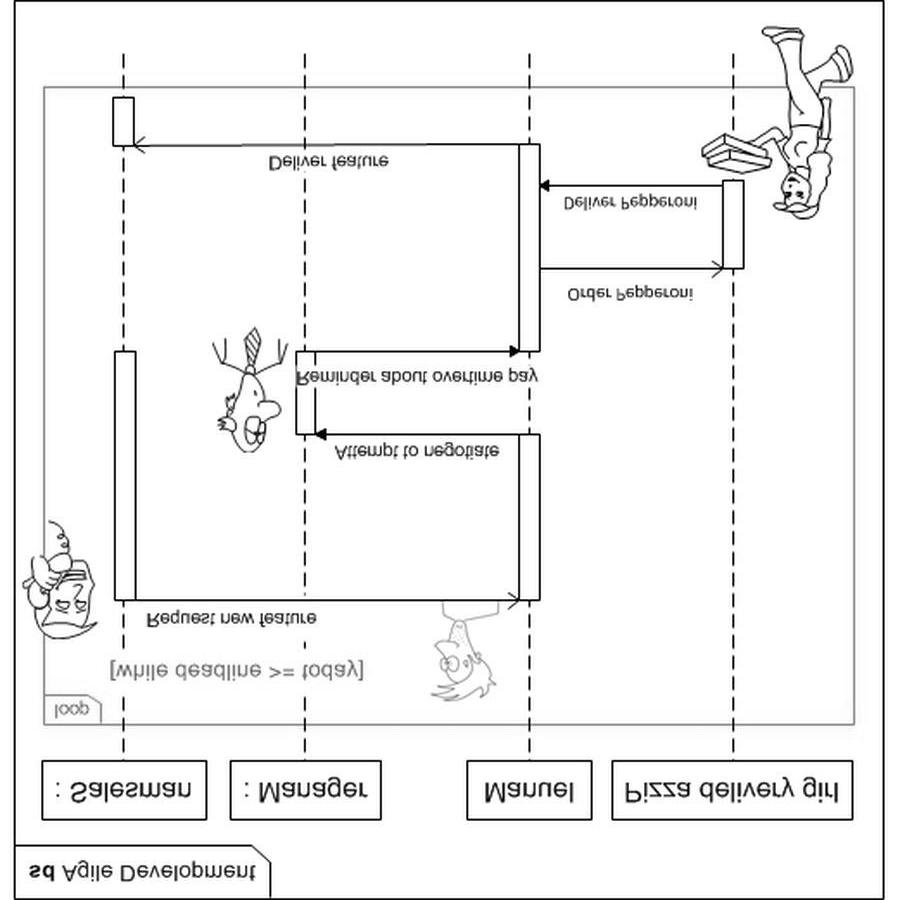 sd Agile Development
: Salesman
: Manager
Manuel
Pizza delivery girl
loop
[while deadline >= today]
Request new feature
Attempt to negotiate
Reminder about overtime pay
Order Pepperoni
Deliver Pepperoni
Deliver feature